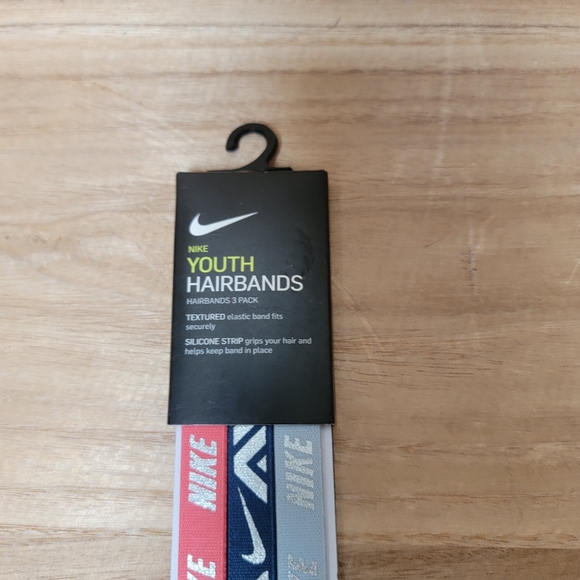 NIKE
YOUTH
HAIRBANDS
HAIRBANDS 3 PACK
TEXTURED elastic band fits
securely
SILICONE STRIP grips your hair and
helps keep band in place
NIKE
NIKE